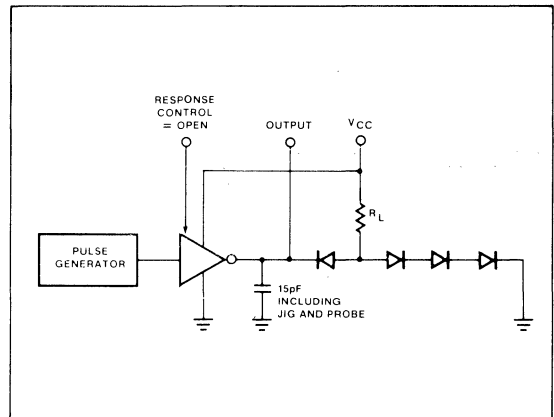 RESPONSE
CONTROL
= OPEN
OUTPUT
VCC
RL
PULSE
GENERATOR
15pF
INCLUDING
JIG AND PROBE